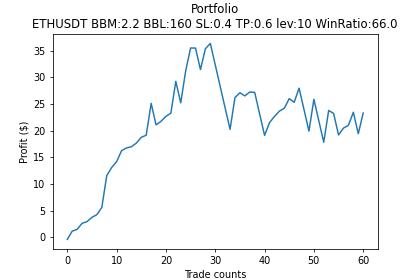 Portfolio
ETHUSDT BBM:2.2 BBL:160 SL:0.4 TP:0.6 lev:10 WinRatio:66.0
35
30
25
20
15
10
5
0
Profit ($)
0 10 20 30 40 50 60
Trade counts